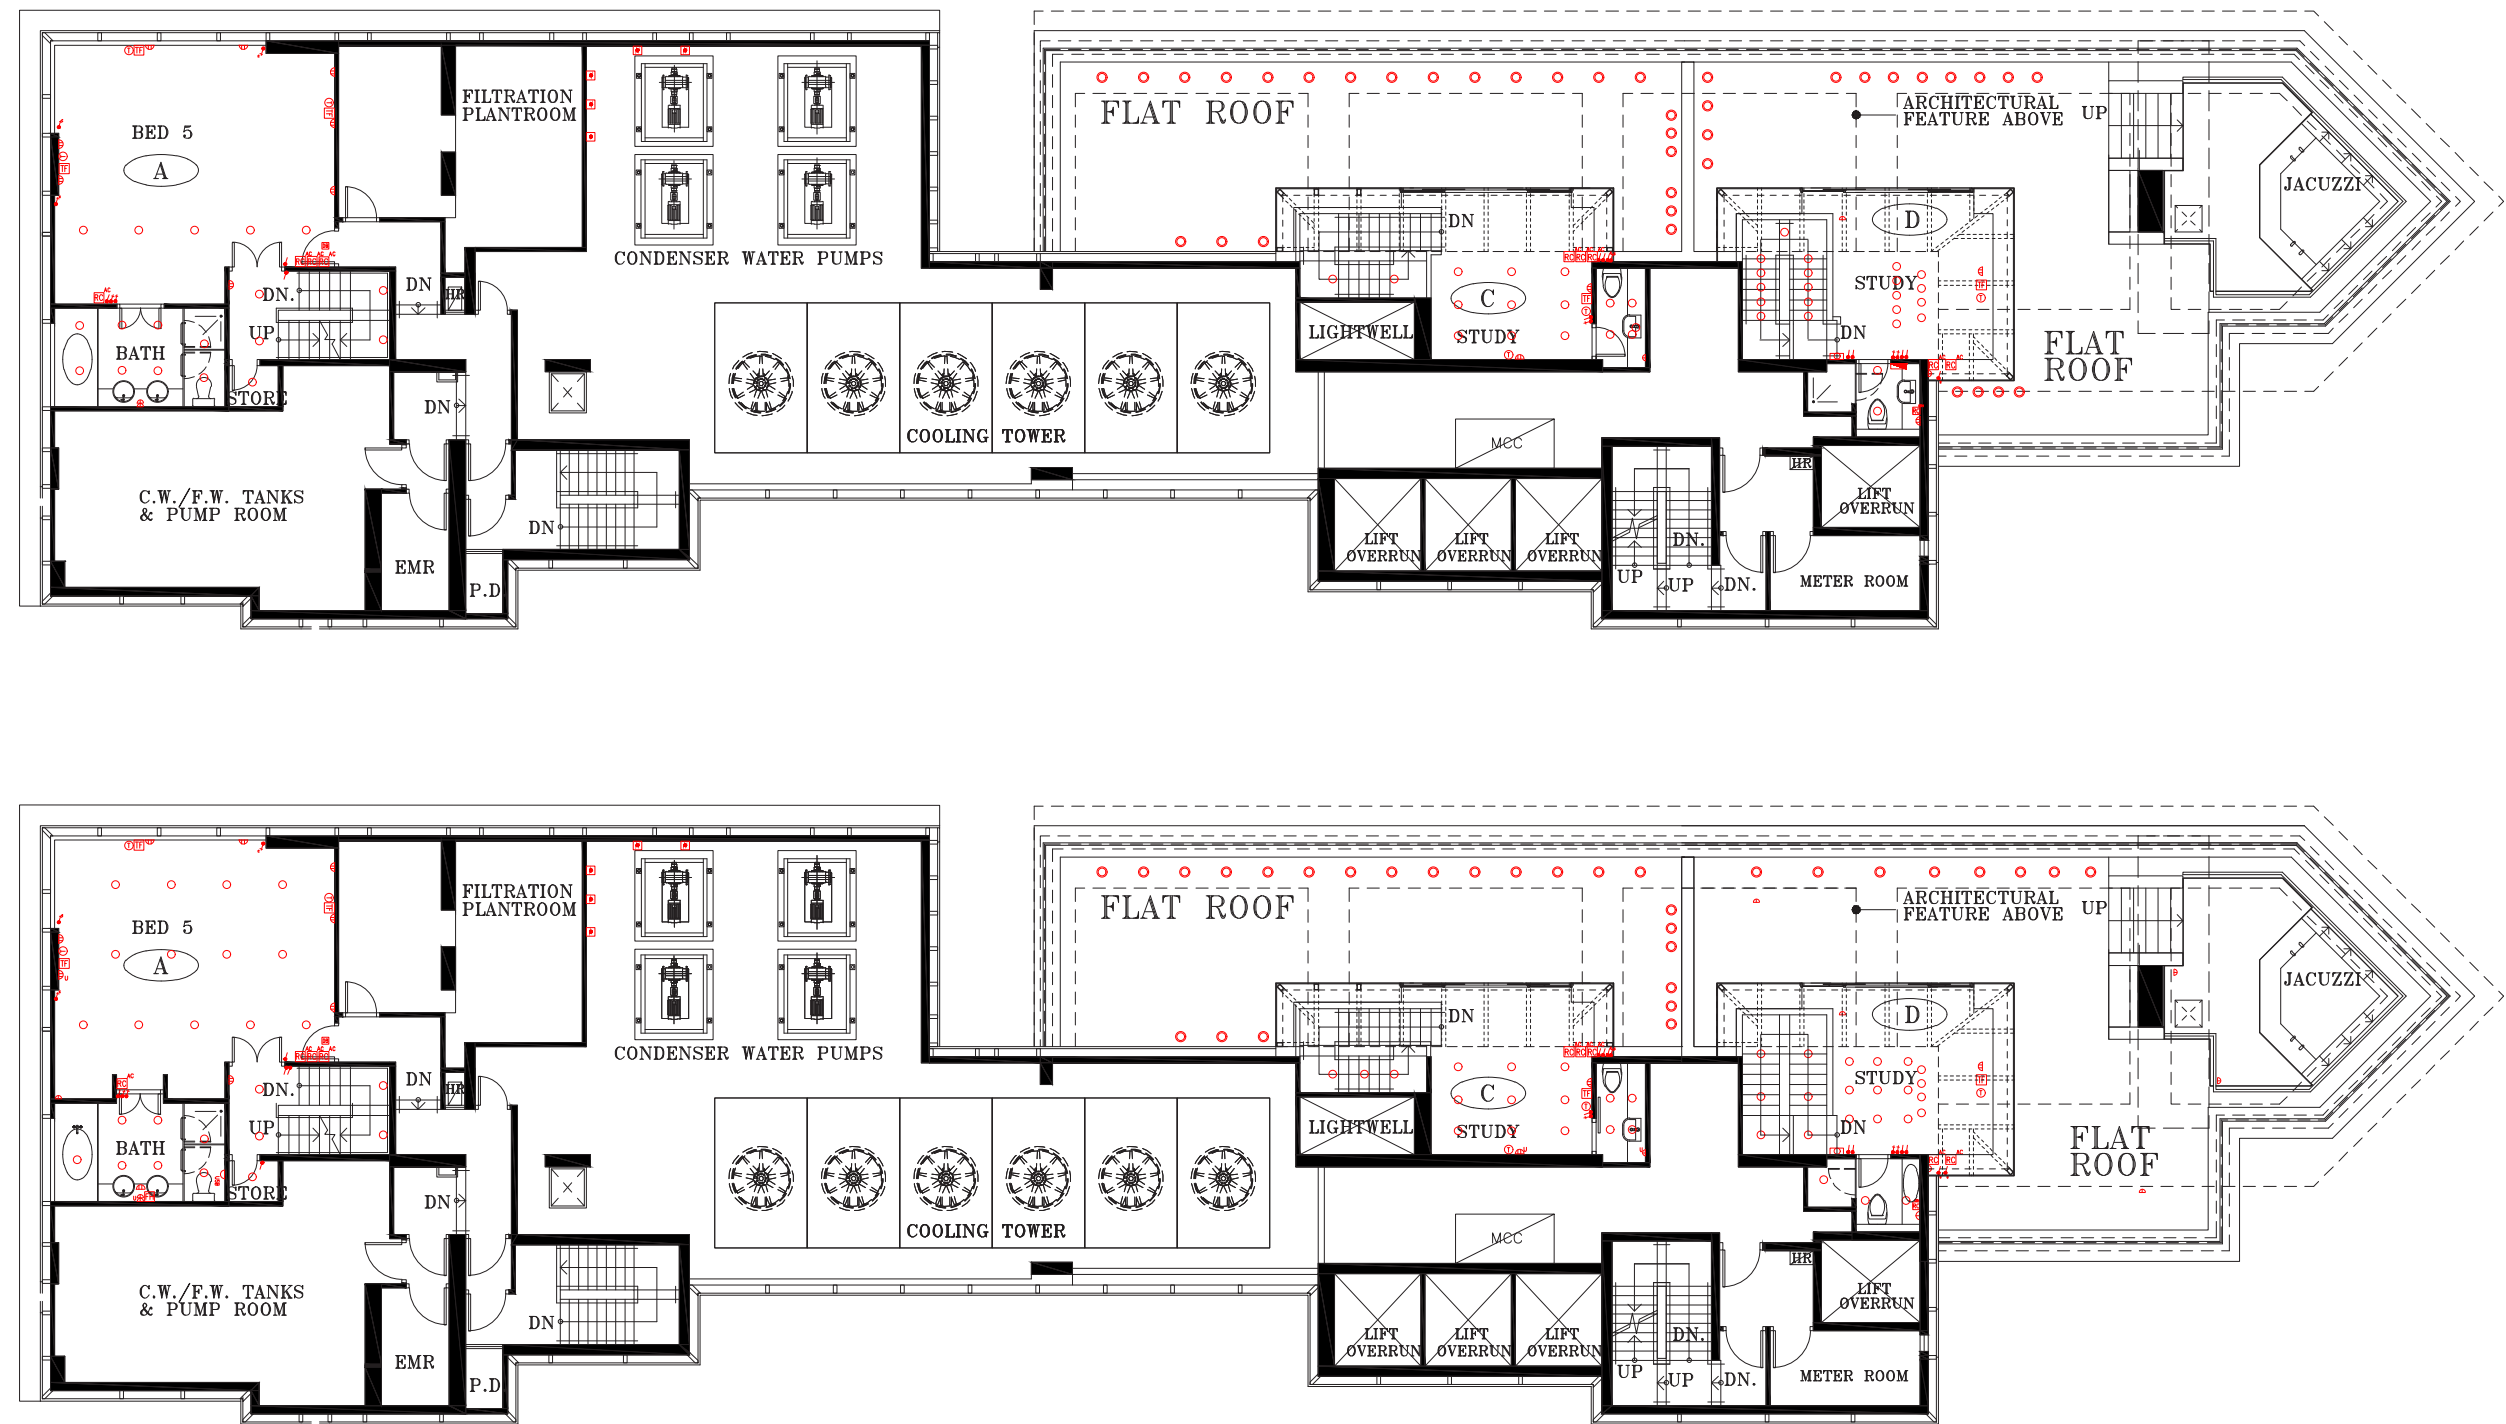 FILTRATION
PLANTROOM
FLAT ROOF
ARCHITECTURAL
FEATURE ABOVE
UP
BED 5
A
JACUZZI
DN
D
CONDENSER WATER PUMPS
DN
HR
DN.
STUDY
C
UP
LIGHTWELL
STUDY
DN
BATH
FLAT
ROOF
STORE
DN
COOLING TOWER
MCC
HR
C.W./F.W. TANKS
& PUMP ROOM
LIFT
OVERRUN
DN
LIFT
OVERRUN
LIFT
OVERRUN
LIFT
OVERRUN
DN.
EMR
UP
UP
DN.
METER ROOM
P.D.
FILTRATION
PLANTROOM
FLAT ROOF
ARCHITECTURAL
FEATURE ABOVE
UP
BED 5
A
JACUZZI
DN
D
CONDENSER WATER PUMPS
DN
HR
DN.
STUDY
C
UP
LIGHTWELL
STUDY
DN
BATH
FLAT
ROOF
STORE
DN
COOLING TOWER
MCC
HR
C.W./F.W. TANKS
& PUMP ROOM
LIFT
OVERRUN
DN
LIFT
OVERRUN
LIFT
OVERRUN
LIFT
OVERRUN
DN.
EMR
UP
UP
DN.
METER ROOM
P.D.